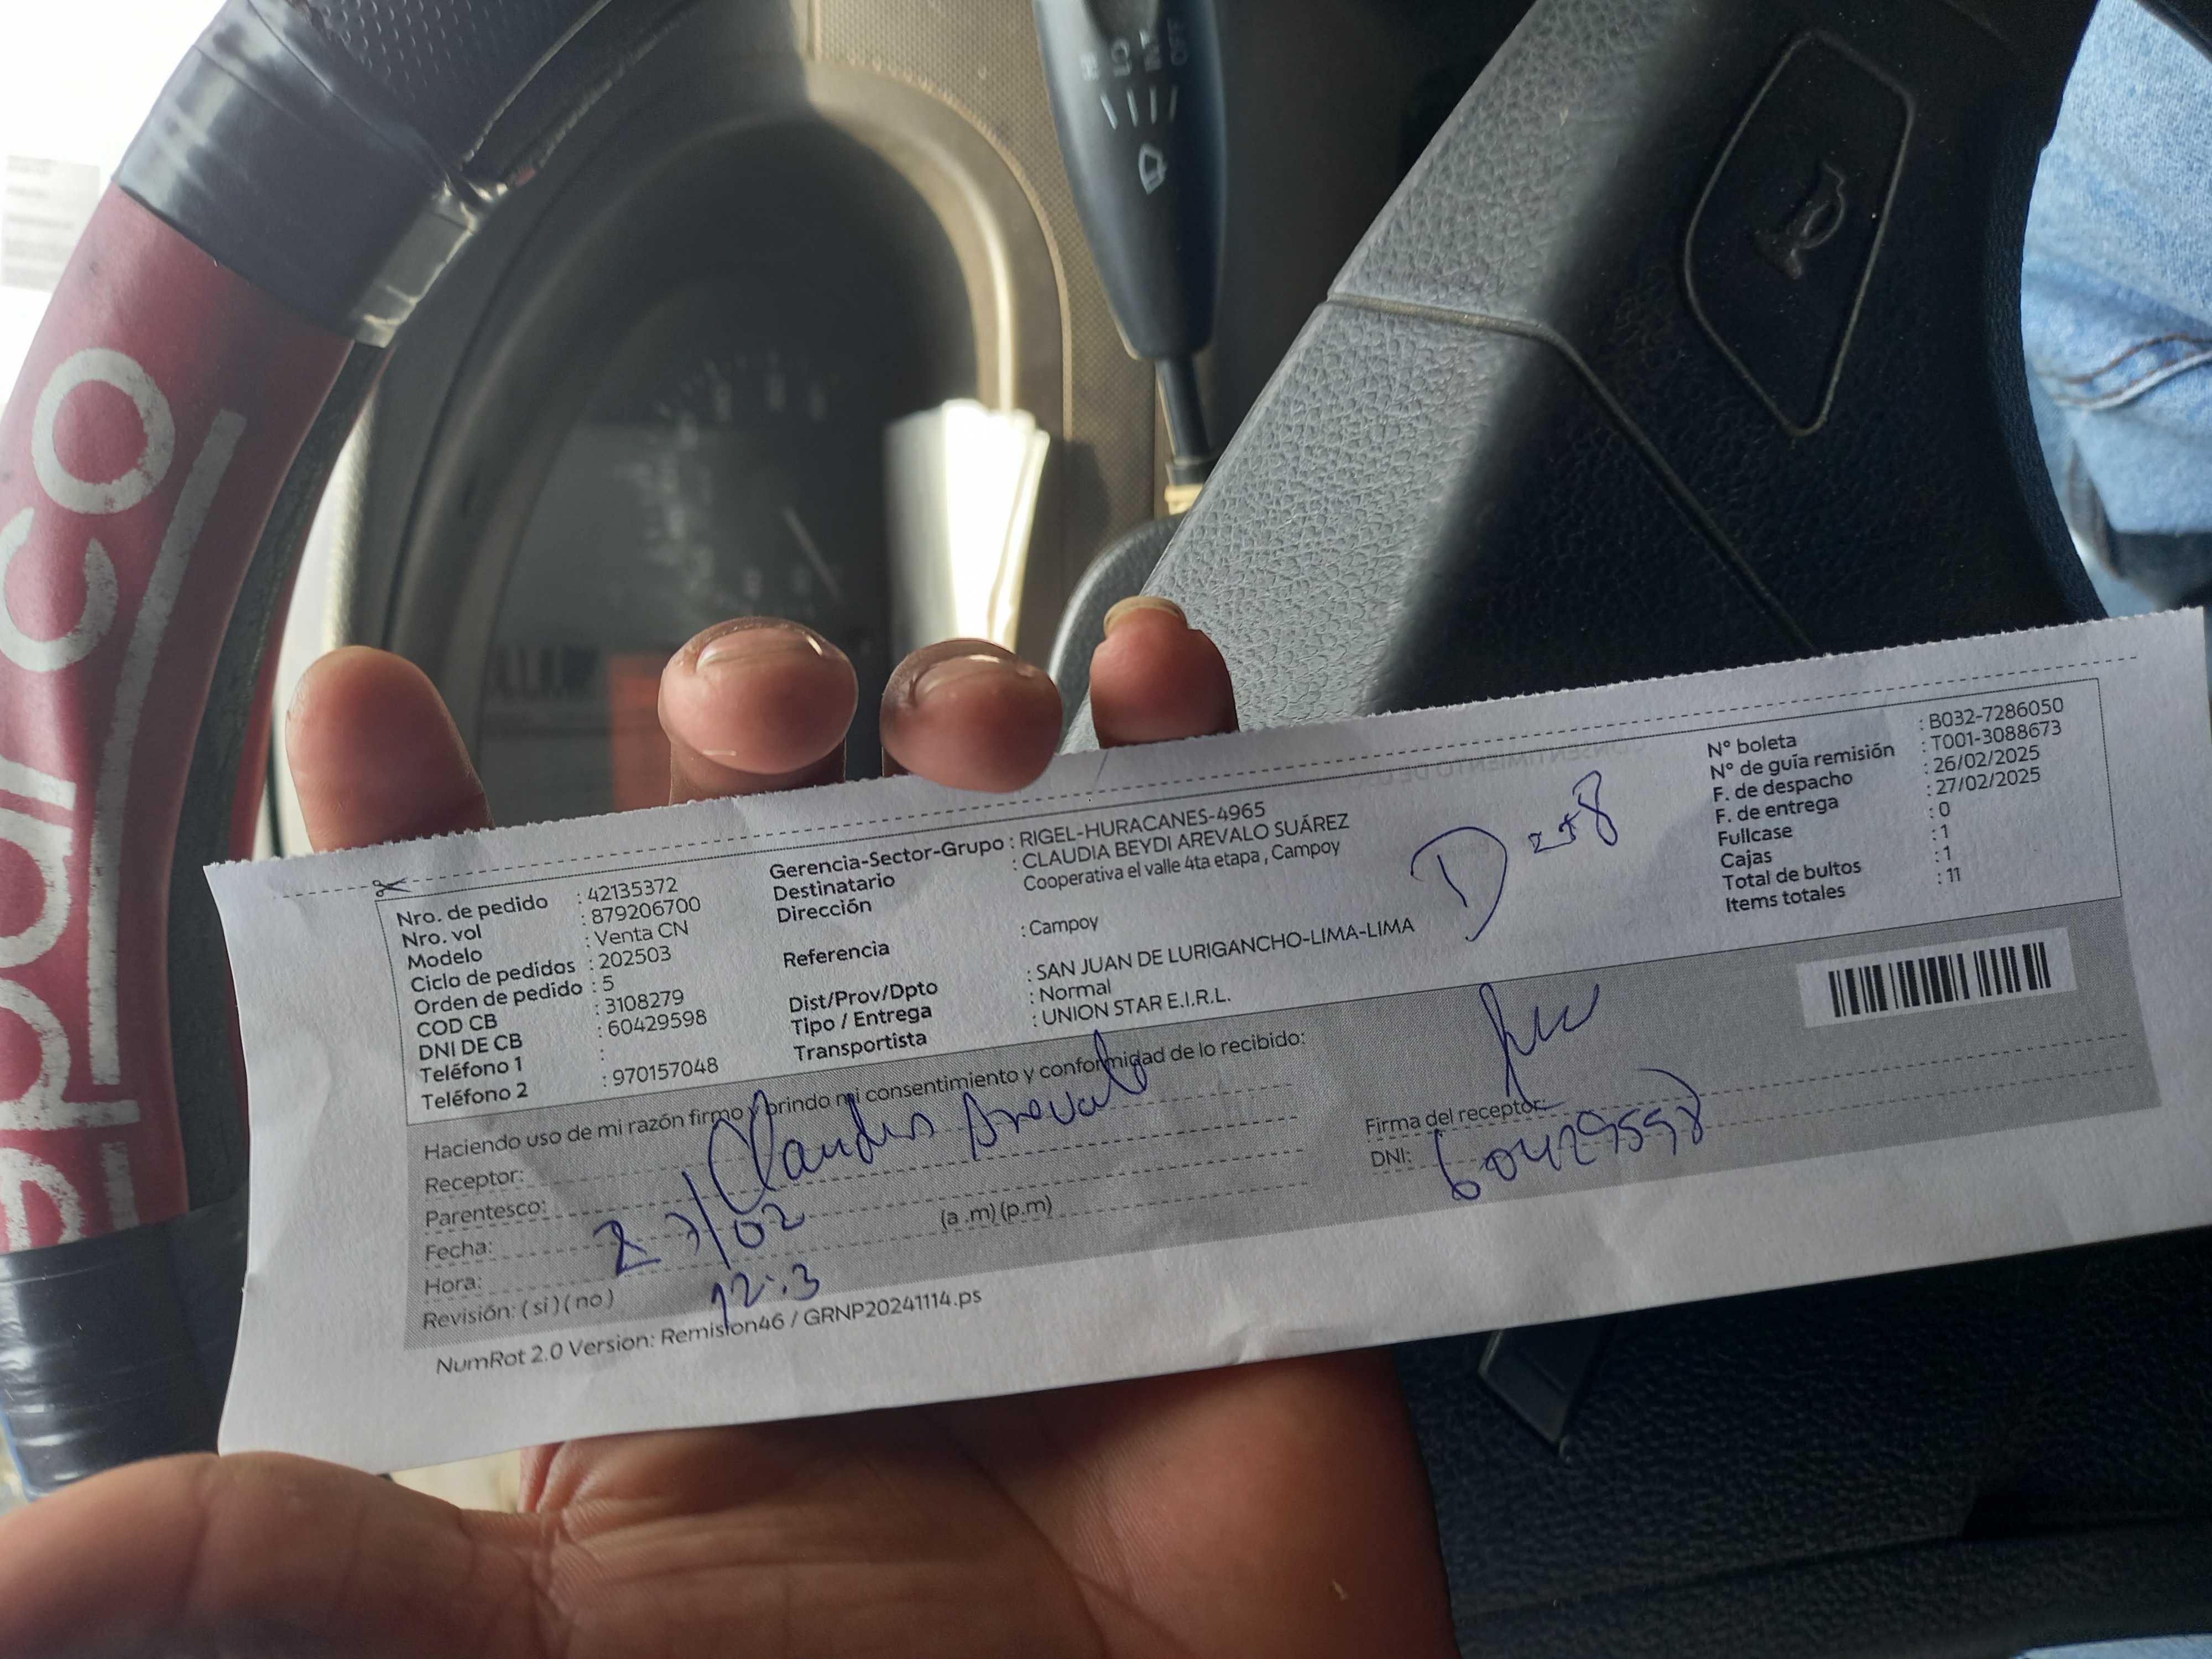 Nro. de pedido : 42135372
Nro. vol : 879206700
Modelo : Venta CN
Ciclo de pedidos : 202503
Orden de pedido : 5
COD CB : 3108279
DNI DE CB : 60429598
Teléfono 1 :
Teléfono 2 : 970157048
Gerencia-Sector-Grupo : RIGEL-HURACANES-4965
Destinatario : CLAUDIA BEYDI AREVALO SUÁREZ
Dirección Cooperativa el valle 4ta etapa , Campoy
Referencia : Campoy
Dist/Prov/Dpto : SAN JUAN DE LURIGANCHO-LIMA-LIMA
Tipo / Entrega : Normal
Transportista : UNION STAR E.I.R.L.
N° boleta : B032-7286050
N° de guía remisión : T001-3088673
F. de despacho : 26/02/2025
F. de entrega : 27/02/2025
Fullcase : 0
Cajas : 1
Total de bultos : 1
Items totales : 11
Haciendo uso de mi razón firmo y brindo mi consentimiento y conformidad de lo recibido:
Receptor: Claudia Arevalo
Parentesco:
Fecha: 27/02
Hora: 12:3 (a .m) (p.m)
Revisión: ( si ) ( no )
Firma del receptor:
DNI: 60429598
NumRot 2.0 Version: Remision46 / GRNP20241114.ps
OFF
INT
LO
HI